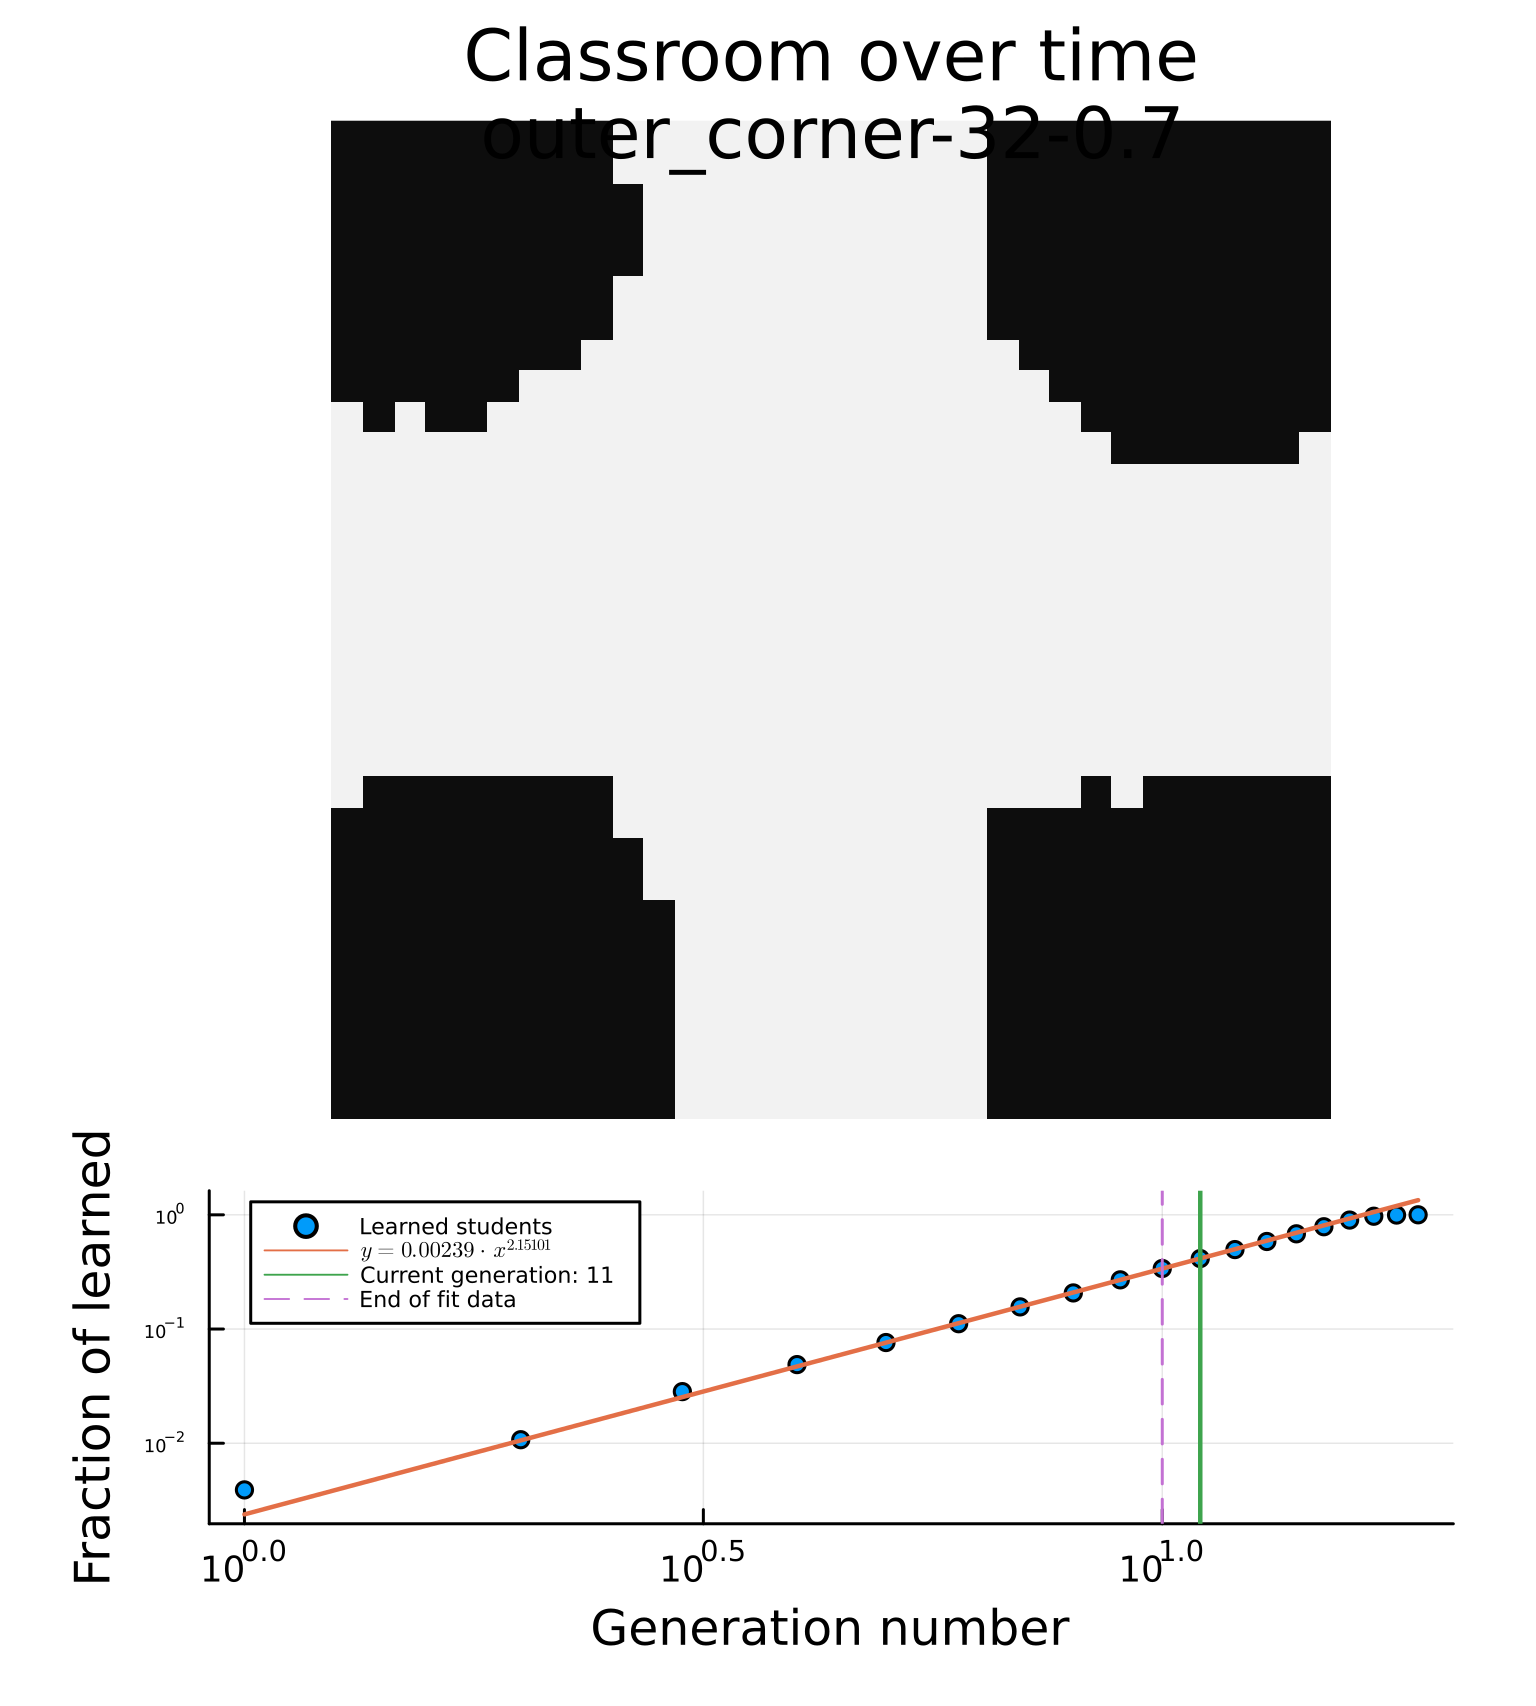 Classroom over time
outer_corner-32-0.7
Fraction of learned
10⁰
10⁻¹
10⁻²
Learned students
y = 0.00239 · x^2.15101
Current generation: 11
End of fit data
10^0.0
10^0.5
10^1.0
Generation number